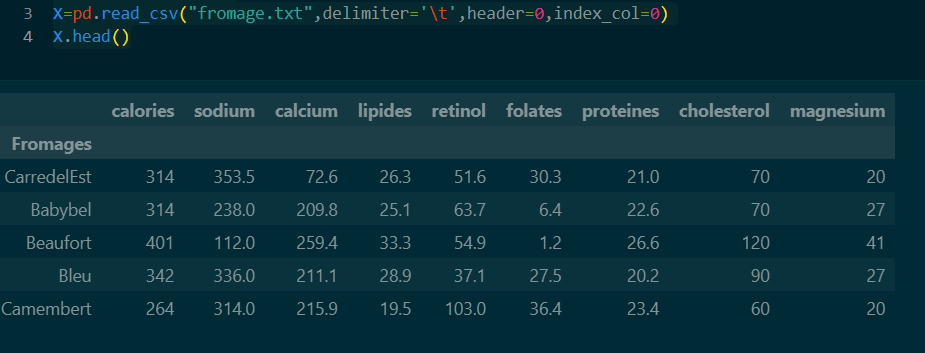 3 X=pd.read_csv("fromage.txt",delimiter='\t',header=0,index_col=0)
4 X.head()
calories sodium calcium lipides retinol folates proteines cholesterol magnesium
Fromages
CarredelEst 314 353.5 72.6 26.3 51.6 30.3 21.0 70 20
Babybel 314 238.0 209.8 25.1 63.7 6.4 22.6 70 27
Beaufort 401 112.0 259.4 33.3 54.9 1.2 26.6 120 41
Bleu 342 336.0 211.1 28.9 37.1 27.5 20.2 90 27
Camembert 264 314.0 215.9 19.5 103.0 36.4 23.4 60 20